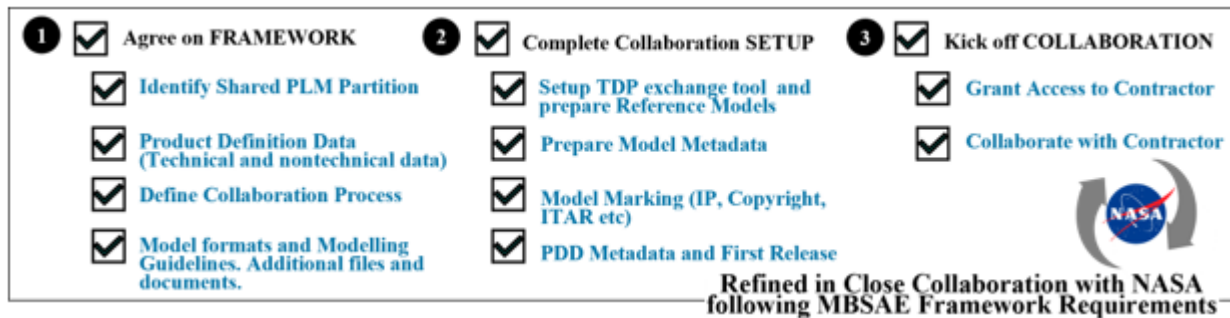 1 Agree on FRAMEWORK
Identify Shared PLM Partition
Product Definition Data
(Technical and nontechnical data)
Define Collaboration Process
Model formats and Modelling
Guidelines. Additional files and
documents.
2 Complete Collaboration SETUP
Setup TDP exchange tool and
prepare Reference Models
Prepare Model Metadata
Model Marking (IP, Copyright,
ITAR etc)
PDD Metadata and First Release
3 Kick off COLLABORATION
Grant Access to Contractor
Collaborate with Contractor
NASA
Refined in Close Collaboration with NASA
following MBSAE Framework Requirements